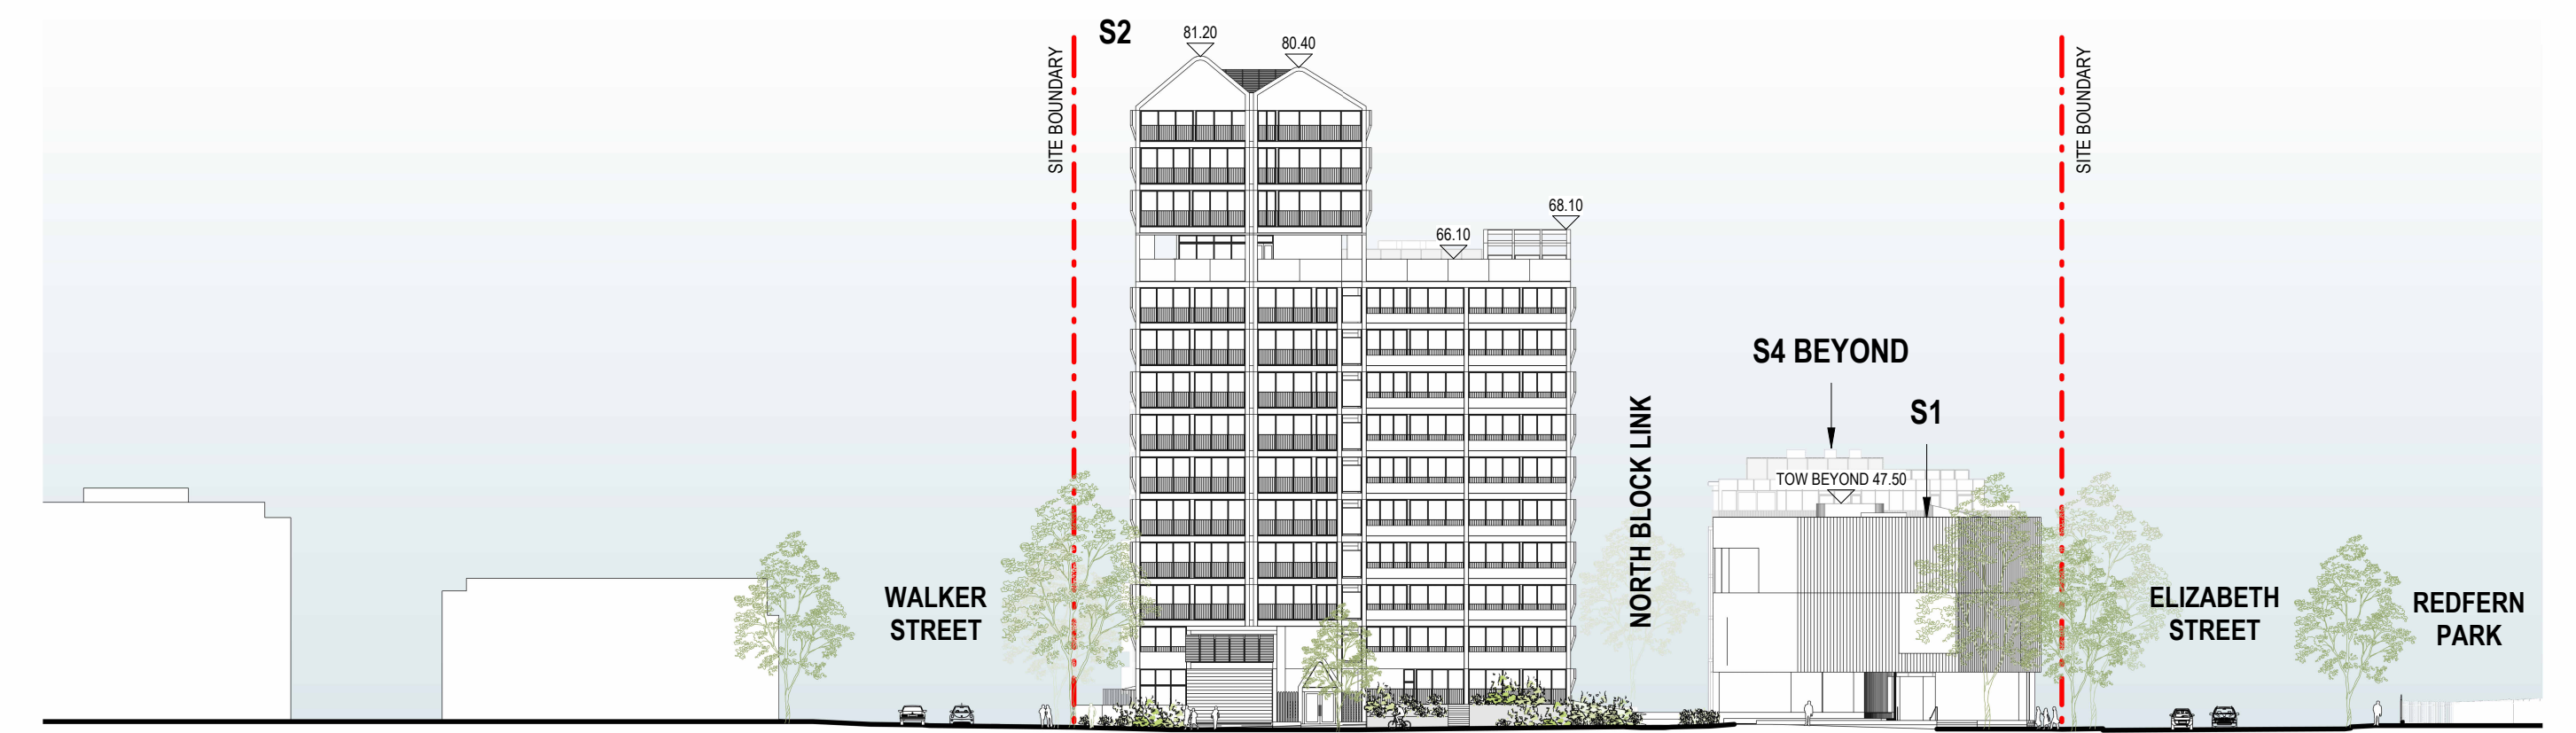 S2
81.20
80.40
SITE BOUNDARY
SITE BOUNDARY
68.10
66.10
S4 BEYOND
S1
NORTH BLOCK LINK
TOW BEYOND 47.50
WALKER
STREET
ELIZABETH
STREET
REDFERN
PARK